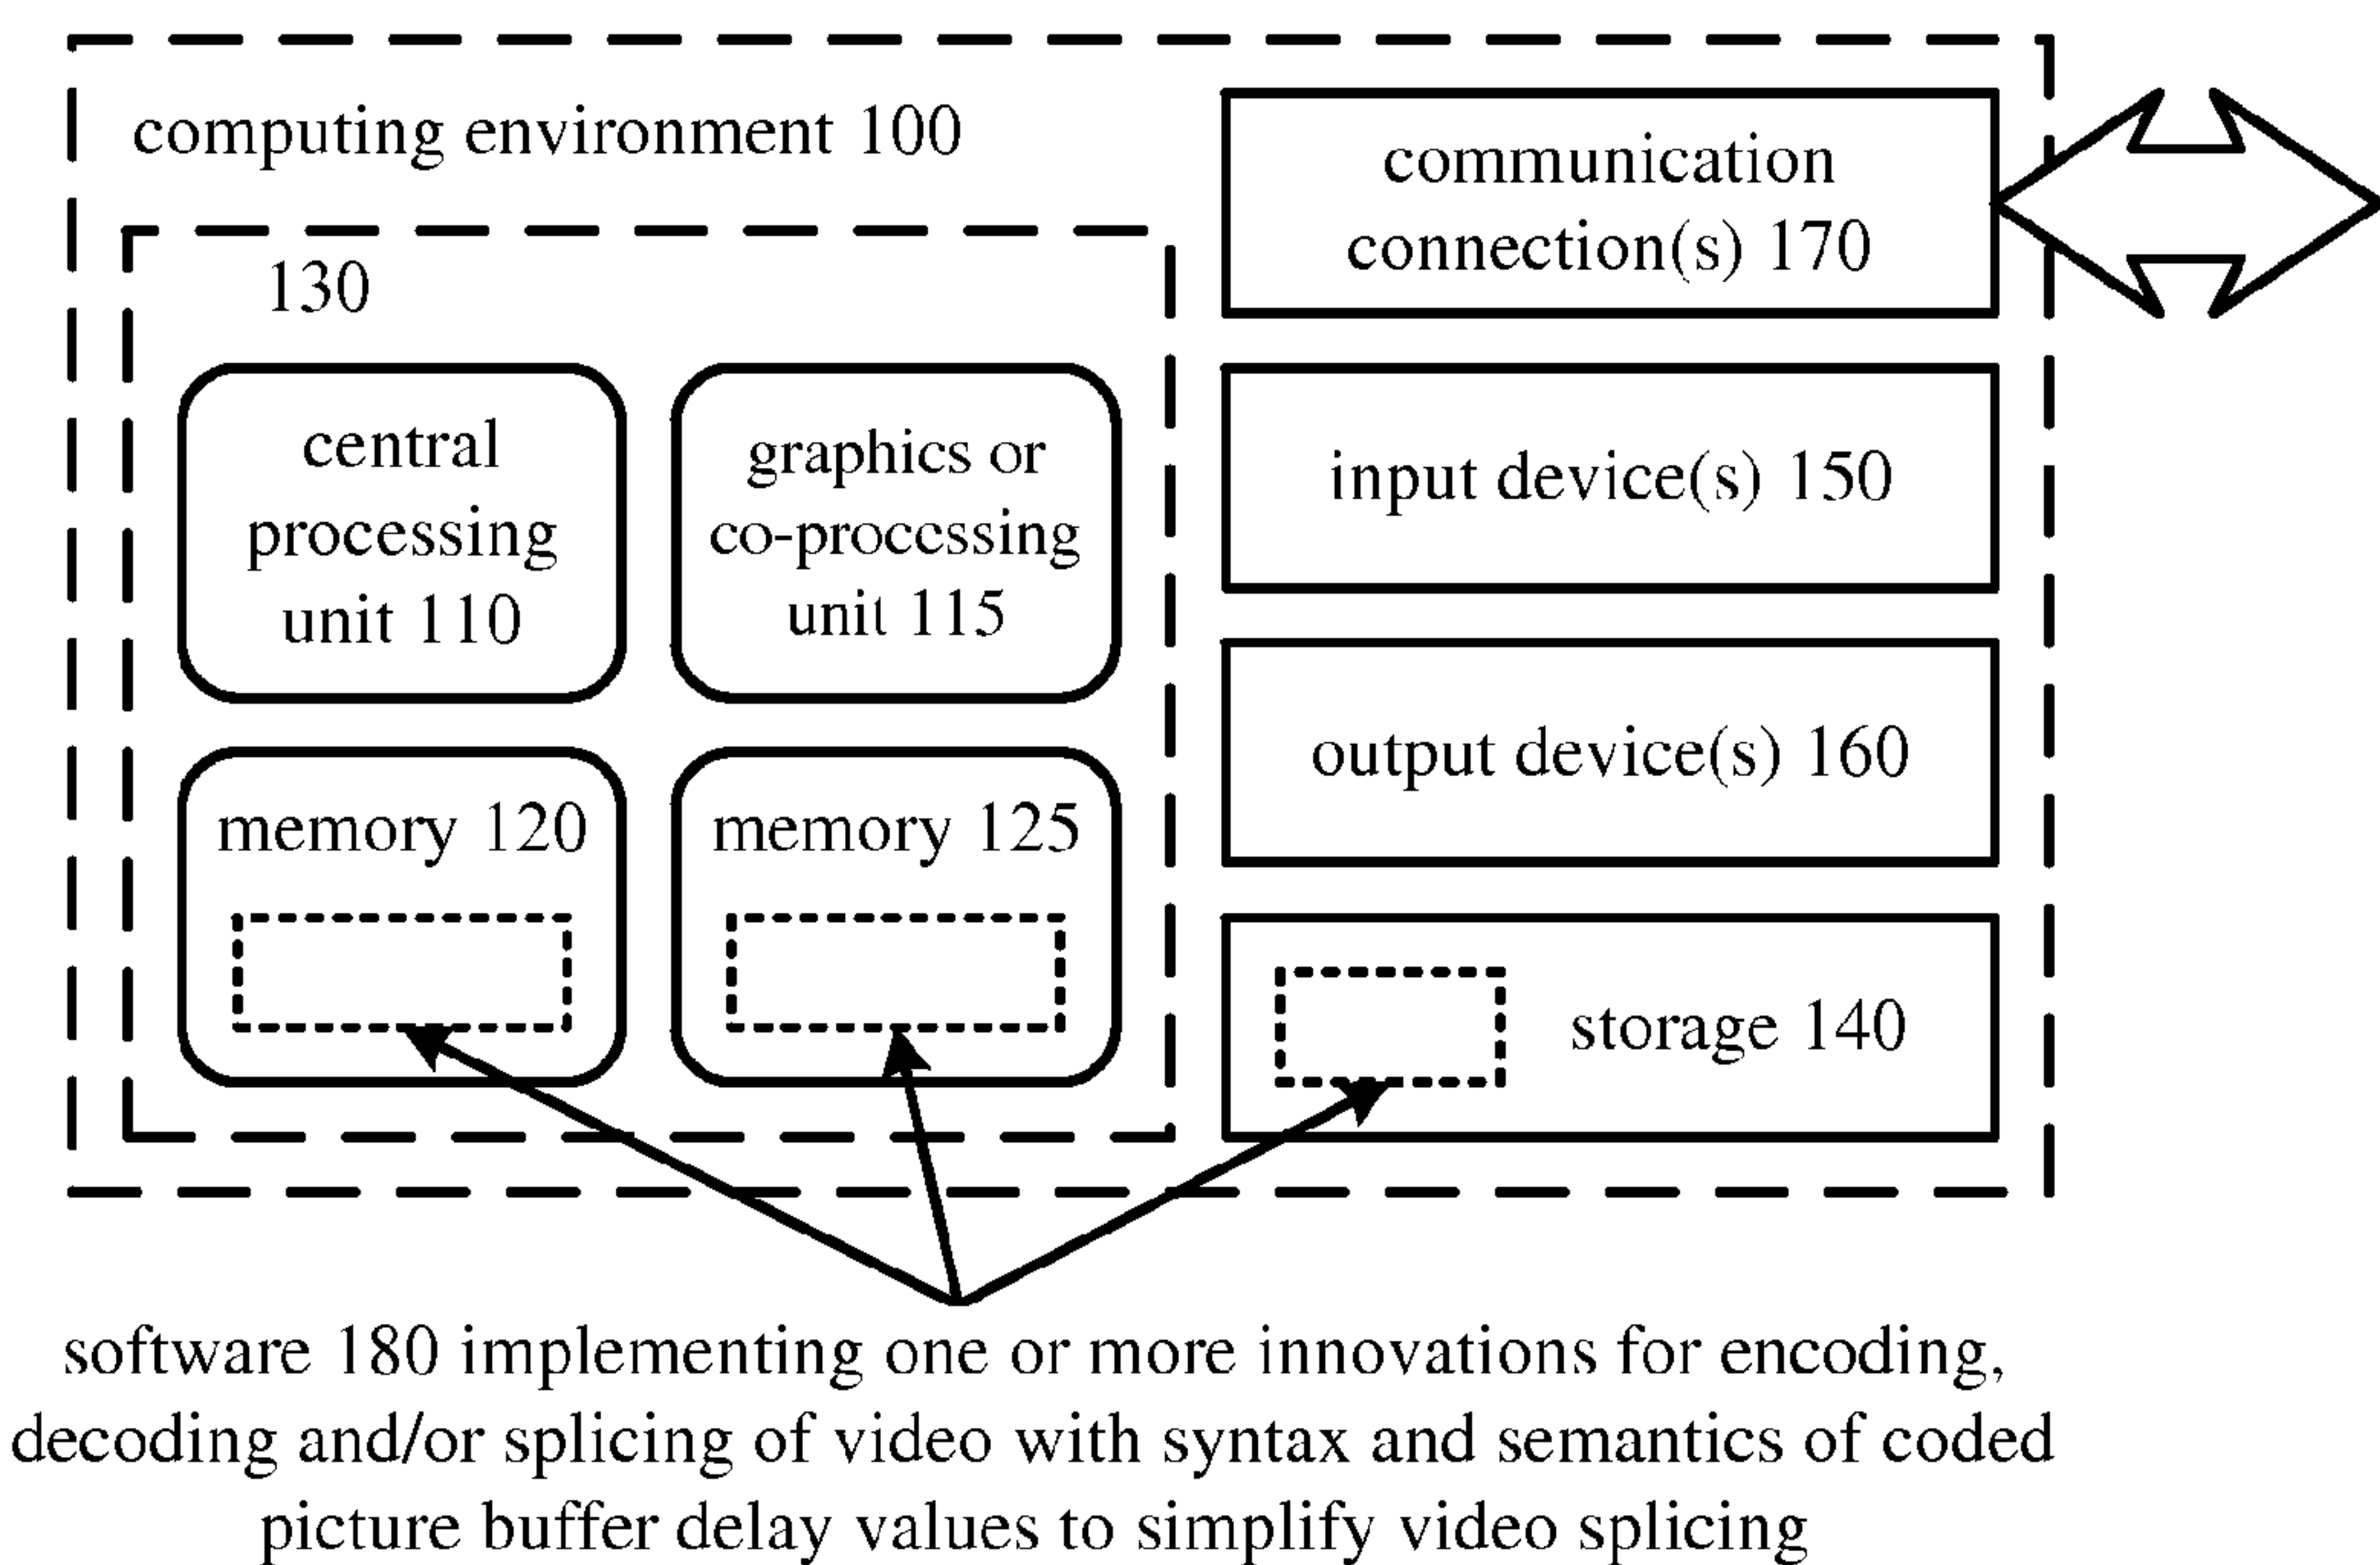 computing environment 100
130
central
processing
unit 110
graphics or
co-processing
unit 115
memory 120
memory 125
communication
connection(s) 170
input device(s) 150
output device(s) 160
storage 140
software 180 implementing one or more innovations for encoding,
decoding and/or splicing of video with syntax and semantics of coded
picture buffer delay values to simplify video splicing